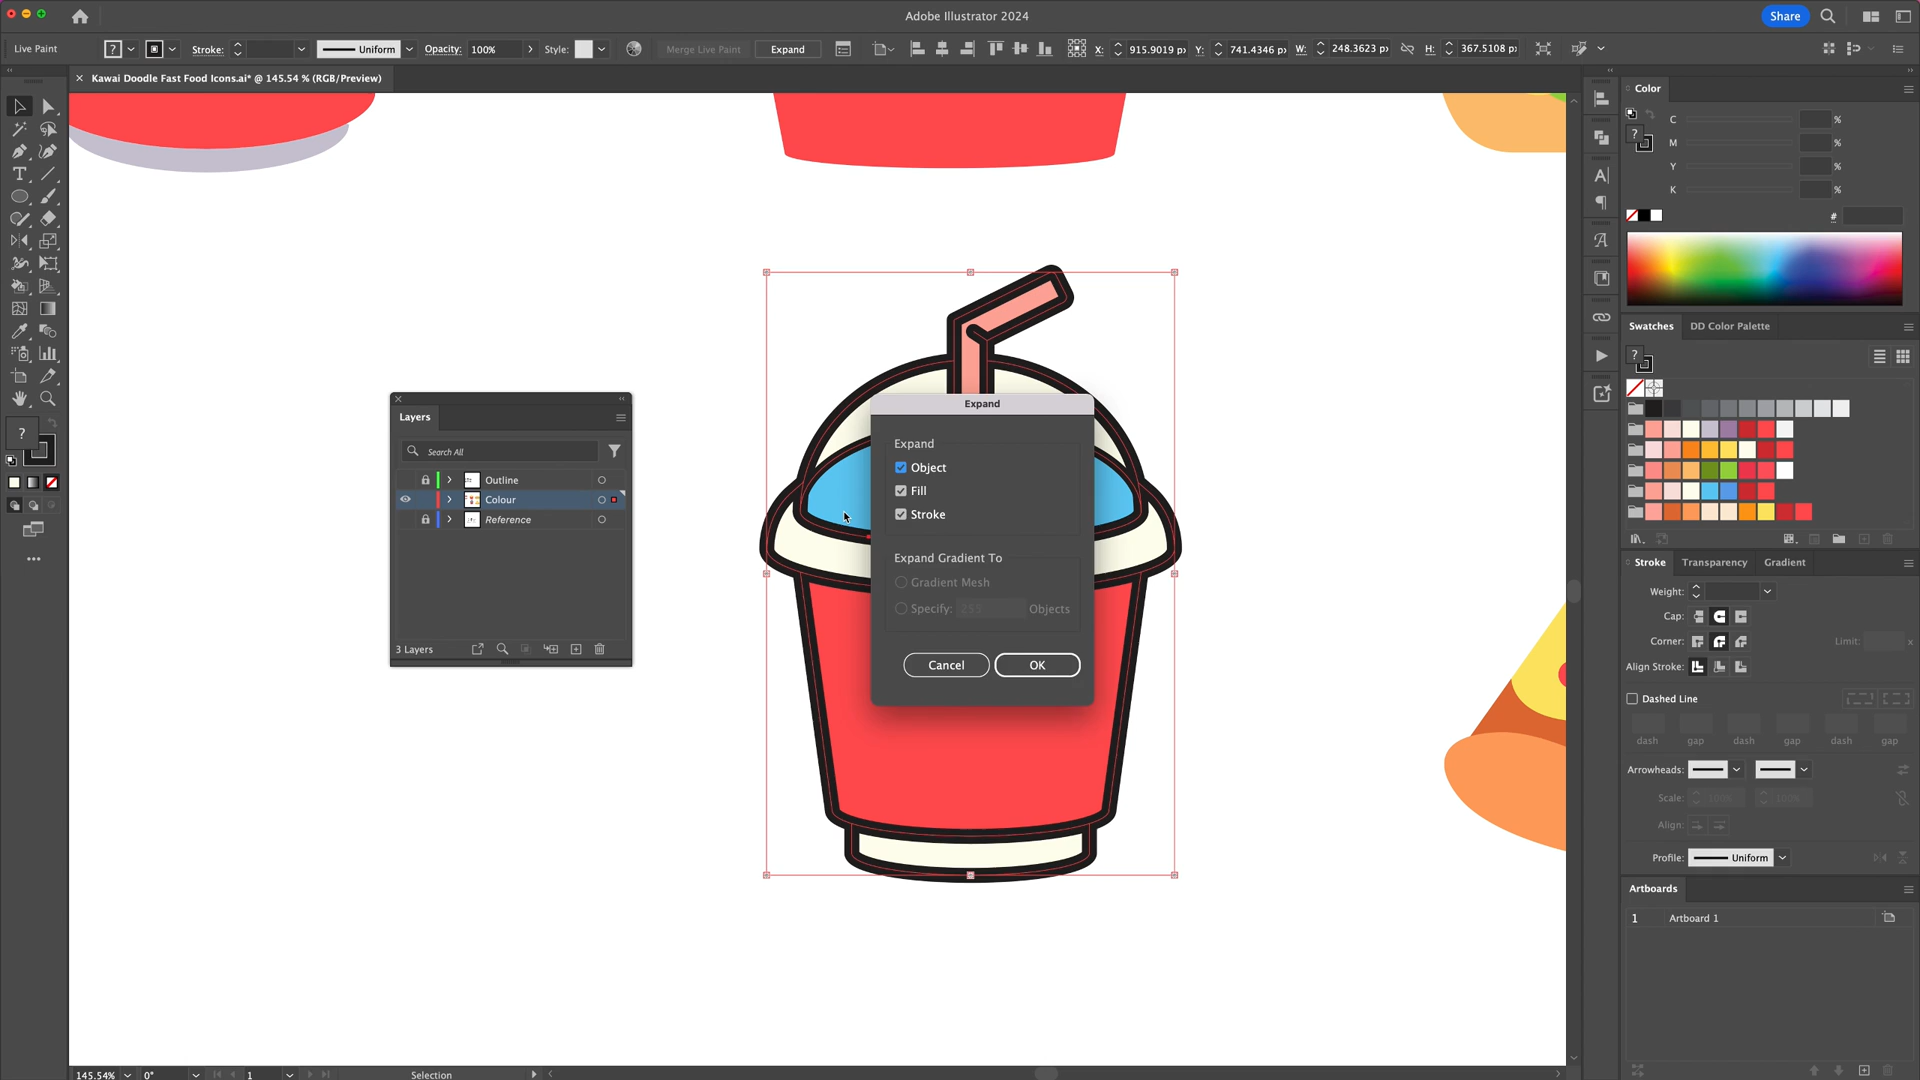 Adobe Illustrator 2024
Share
Live Paint
?
Stroke:
Uniform
Opacity:
100%
Style:
Merge Live Paint
Expand
X:
915.9019 p
Y:
741.4346 p
W:
248.3623 p
H:
367.5108 p
Kawai Doodle Fast Food Icons.ai* @ 145.54 % (RGB/Preview)
Layers
Search All
Outline
Colour
Reference
3 Layers
Expand
Expand
Object
Fill
Stroke
Expand Gradient To
Gradient Mesh
Specify:
255
Objects
Cancel
OK
Color
?
C
%
M
%
Y
%
K
%
#
Swatches
DD Color Palette
?
Stroke
Transparency
Gradient
Weight:
Cap:
Corner:
Limit:
x
Align Stroke:
Dashed Line
dash
gap
dash
gap
dash
gap
Arrowheads:
Scale:
100%
100%
Align:
Profile:
Uniform
Artboards
1
Artboard 1
?
145.54%
0°
1
Selection